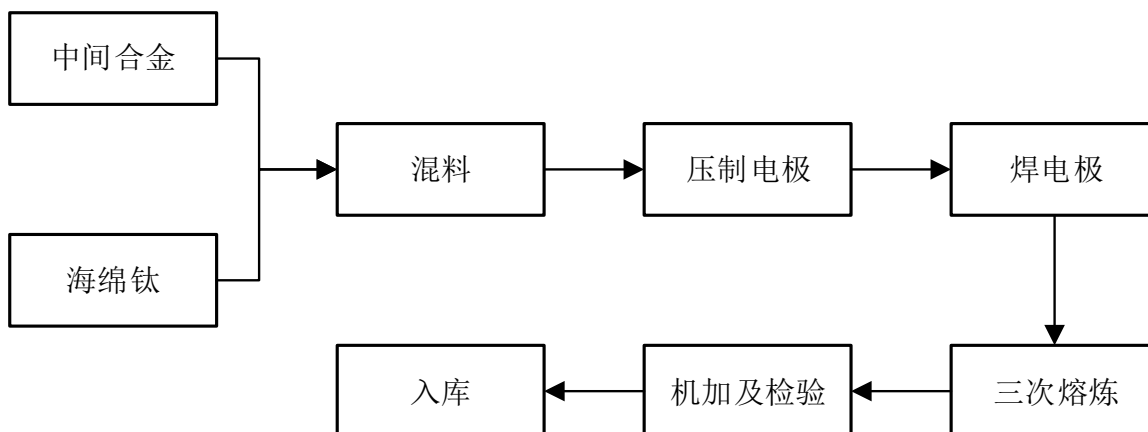 中间合金
海绵钛
混料
压制电极
焊电极
三次熔炼
机加及检验
入库